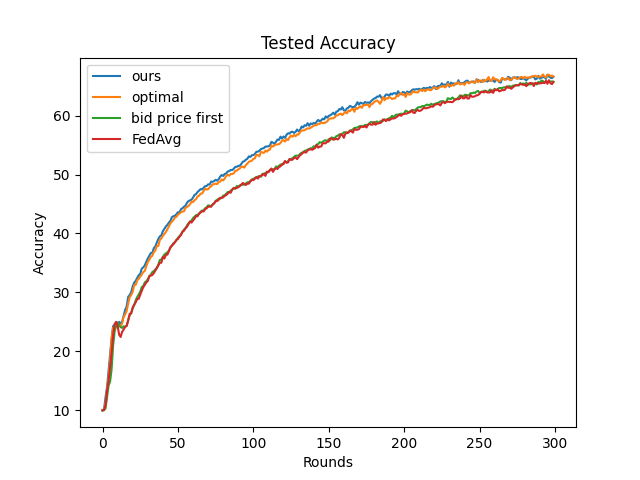 Tested Accuracy
ours
optimal
bid price first
FedAvg
Accuracy
60
50
40
30
20
10
0
50
100
150
200
250
300
Rounds